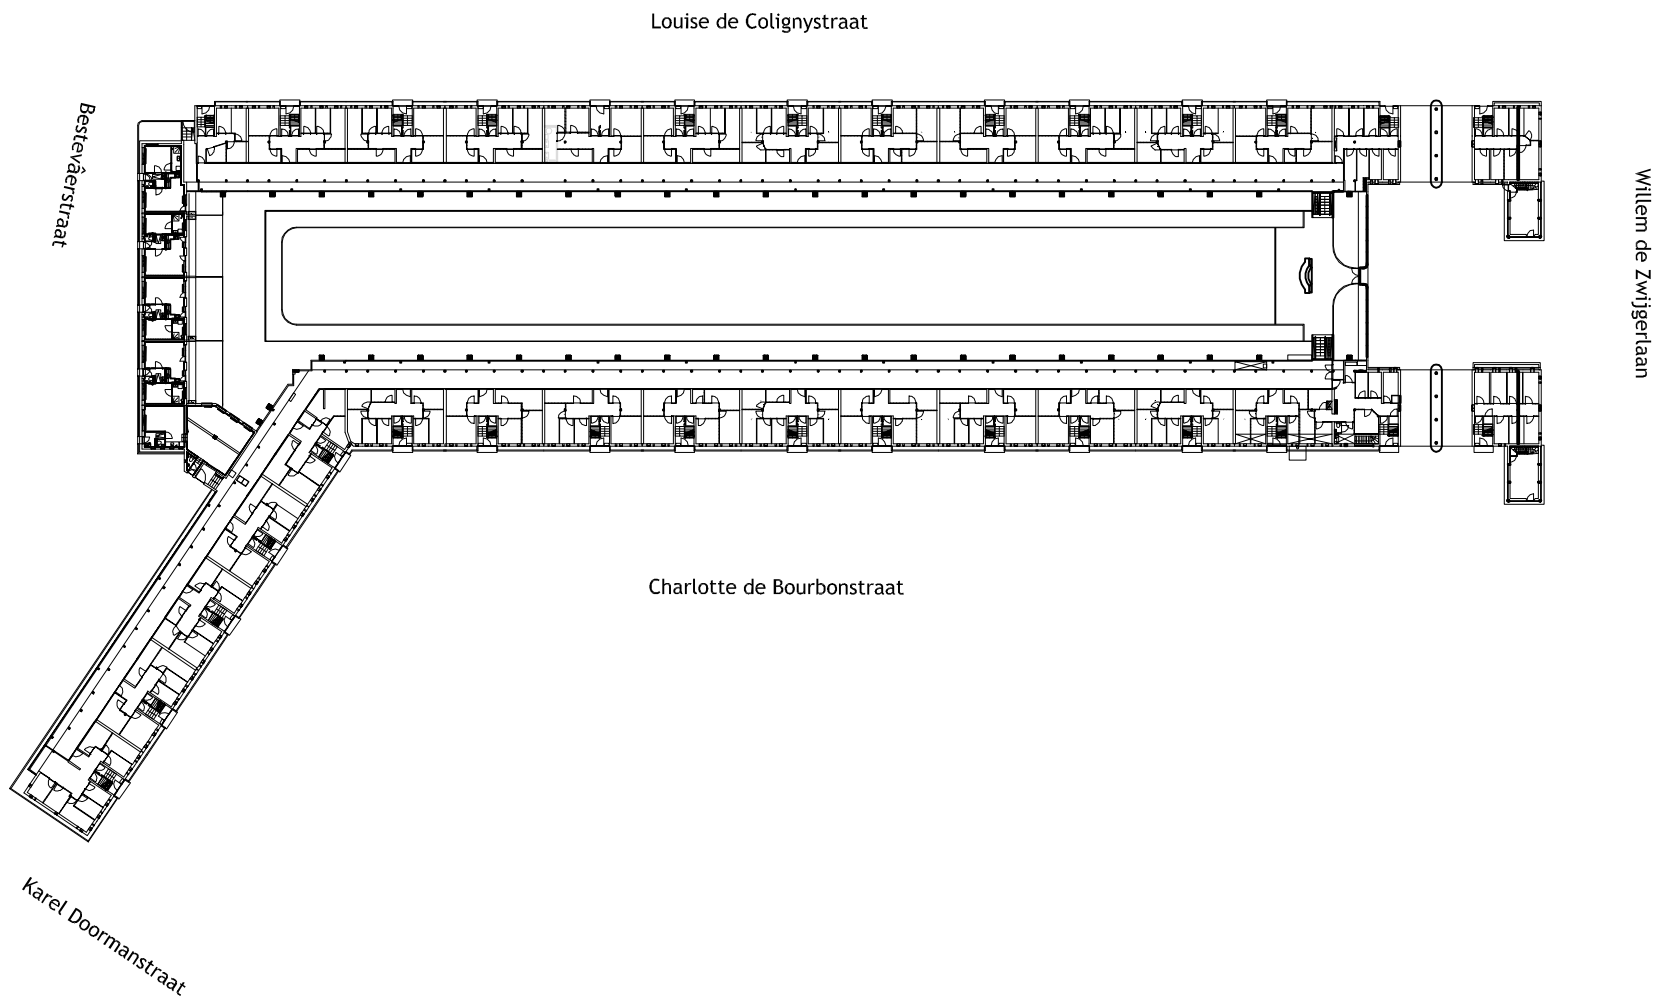 Louise de Colignystraat
Bestevâerstraat
Willem de Zwijgerlaan
Charlotte de Bourbonstraat
Karel Doormanstraat